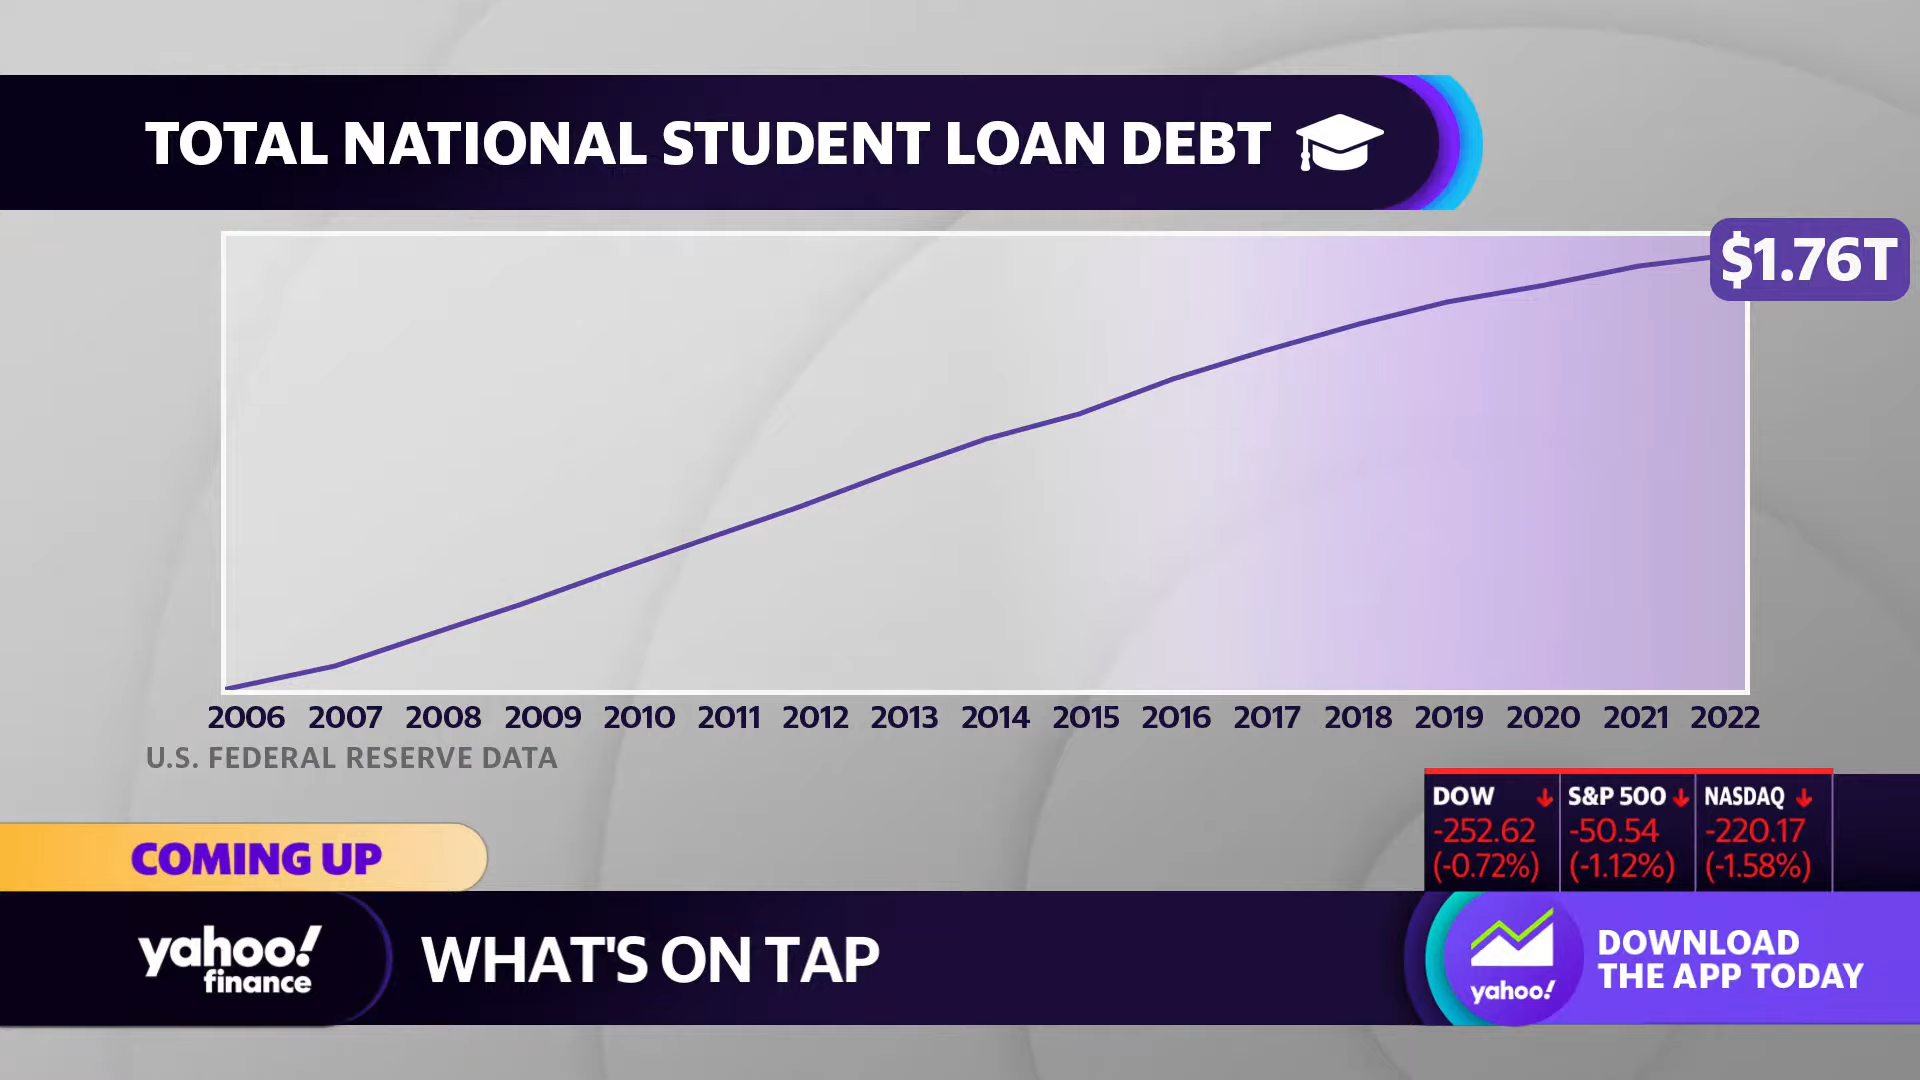 TOTAL NATIONAL STUDENT LOAN DEBT
$1.76T
2006 2007 2008 2009 2010 2011 2012 2013 2014 2015 2016 2017 2018 2019 2020 2021 2022
U.S. FEDERAL RESERVE DATA
DOW S&P 500 NASDAQ
-252.62 -50.54 -220.17
(-0.72%) (-1.12%) (-1.58%)
COMING UP
yahoo!
finance
WHAT'S ON TAP
yahoo!
DOWNLOAD
THE APP TODAY